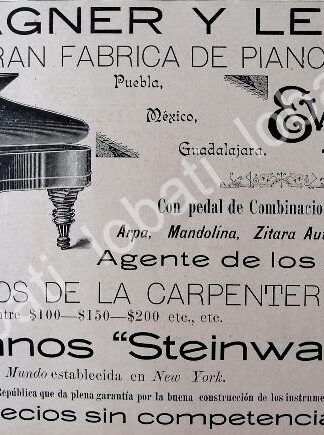 AGNER Y LE
RAN FABRICA DE PIANO
Puebla,
México,
Guadalajara.
Con pedal de Combinacio
Arpa, Mandolina, Zitara Aut
Agente de los
OS DE LA CARPENTER
ntre $100—$150—$200 etc., etc.
nos "Steinwa
Mundo establecida en New York.
República que da plena garantía por la buena construcción de los instrume
ecios sin competencia